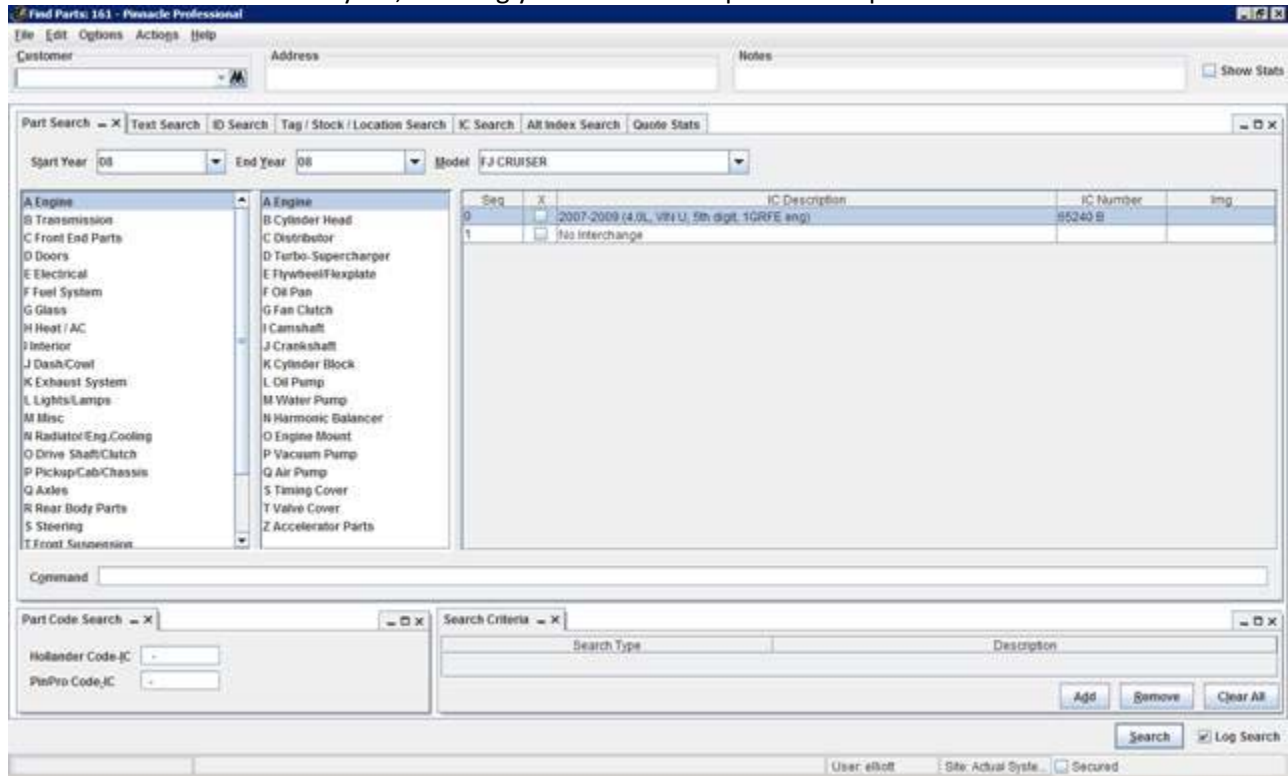 Find Parts: 161 - Pinnacle Professional
File Edit Options Actions Help
Customer Address Notes
Show Stats
Part Search Text Search ID Search Tag / Stock / Location Search IC Search Alt Index Search Quote Stats
Start Year 08 End Year 08 Model FJ CRUISER
A Engine
B Transmission
C Front End Parts
D Doors
E Electrical
F Fuel System
G Glass
H Heat / AC
I Interior
J Dash/Cowl
K Exhaust System
L Lights/Lamps
M Misc
N Radiator/Eng.Cooling
O Drive Shaft/Clutch
P Pickup/Cab/Chassis
Q Axles
R Rear Body Parts
S Steering
T Front Suspension
A Engine
B Cylinder Head
C Distributor
D Turbo-Supercharger
E Flywheel/Flexplate
F Oil Pan
G Fan Clutch
I Camshaft
J Crankshaft
K Cylinder Block
L Oil Pump
M Water Pump
N Harmonic Balancer
O Engine Mount
P Vacuum Pump
Q Air Pump
S Timing Cover
T Valve Cover
Z Accelerator Parts
Seq X IC Description IC Number Img
0 2007-2009 (4.0L, VIN U, 5th digit, 1GRFE eng) 65240 B
1 No Interchange
Command
Part Code Search
Hollander Code-IC -
PinPro Code-IC -
Search Criteria
Search Type Description
Add Remove Clear All
Search Log Search
User: elliott Site: Actual Syste... Secured